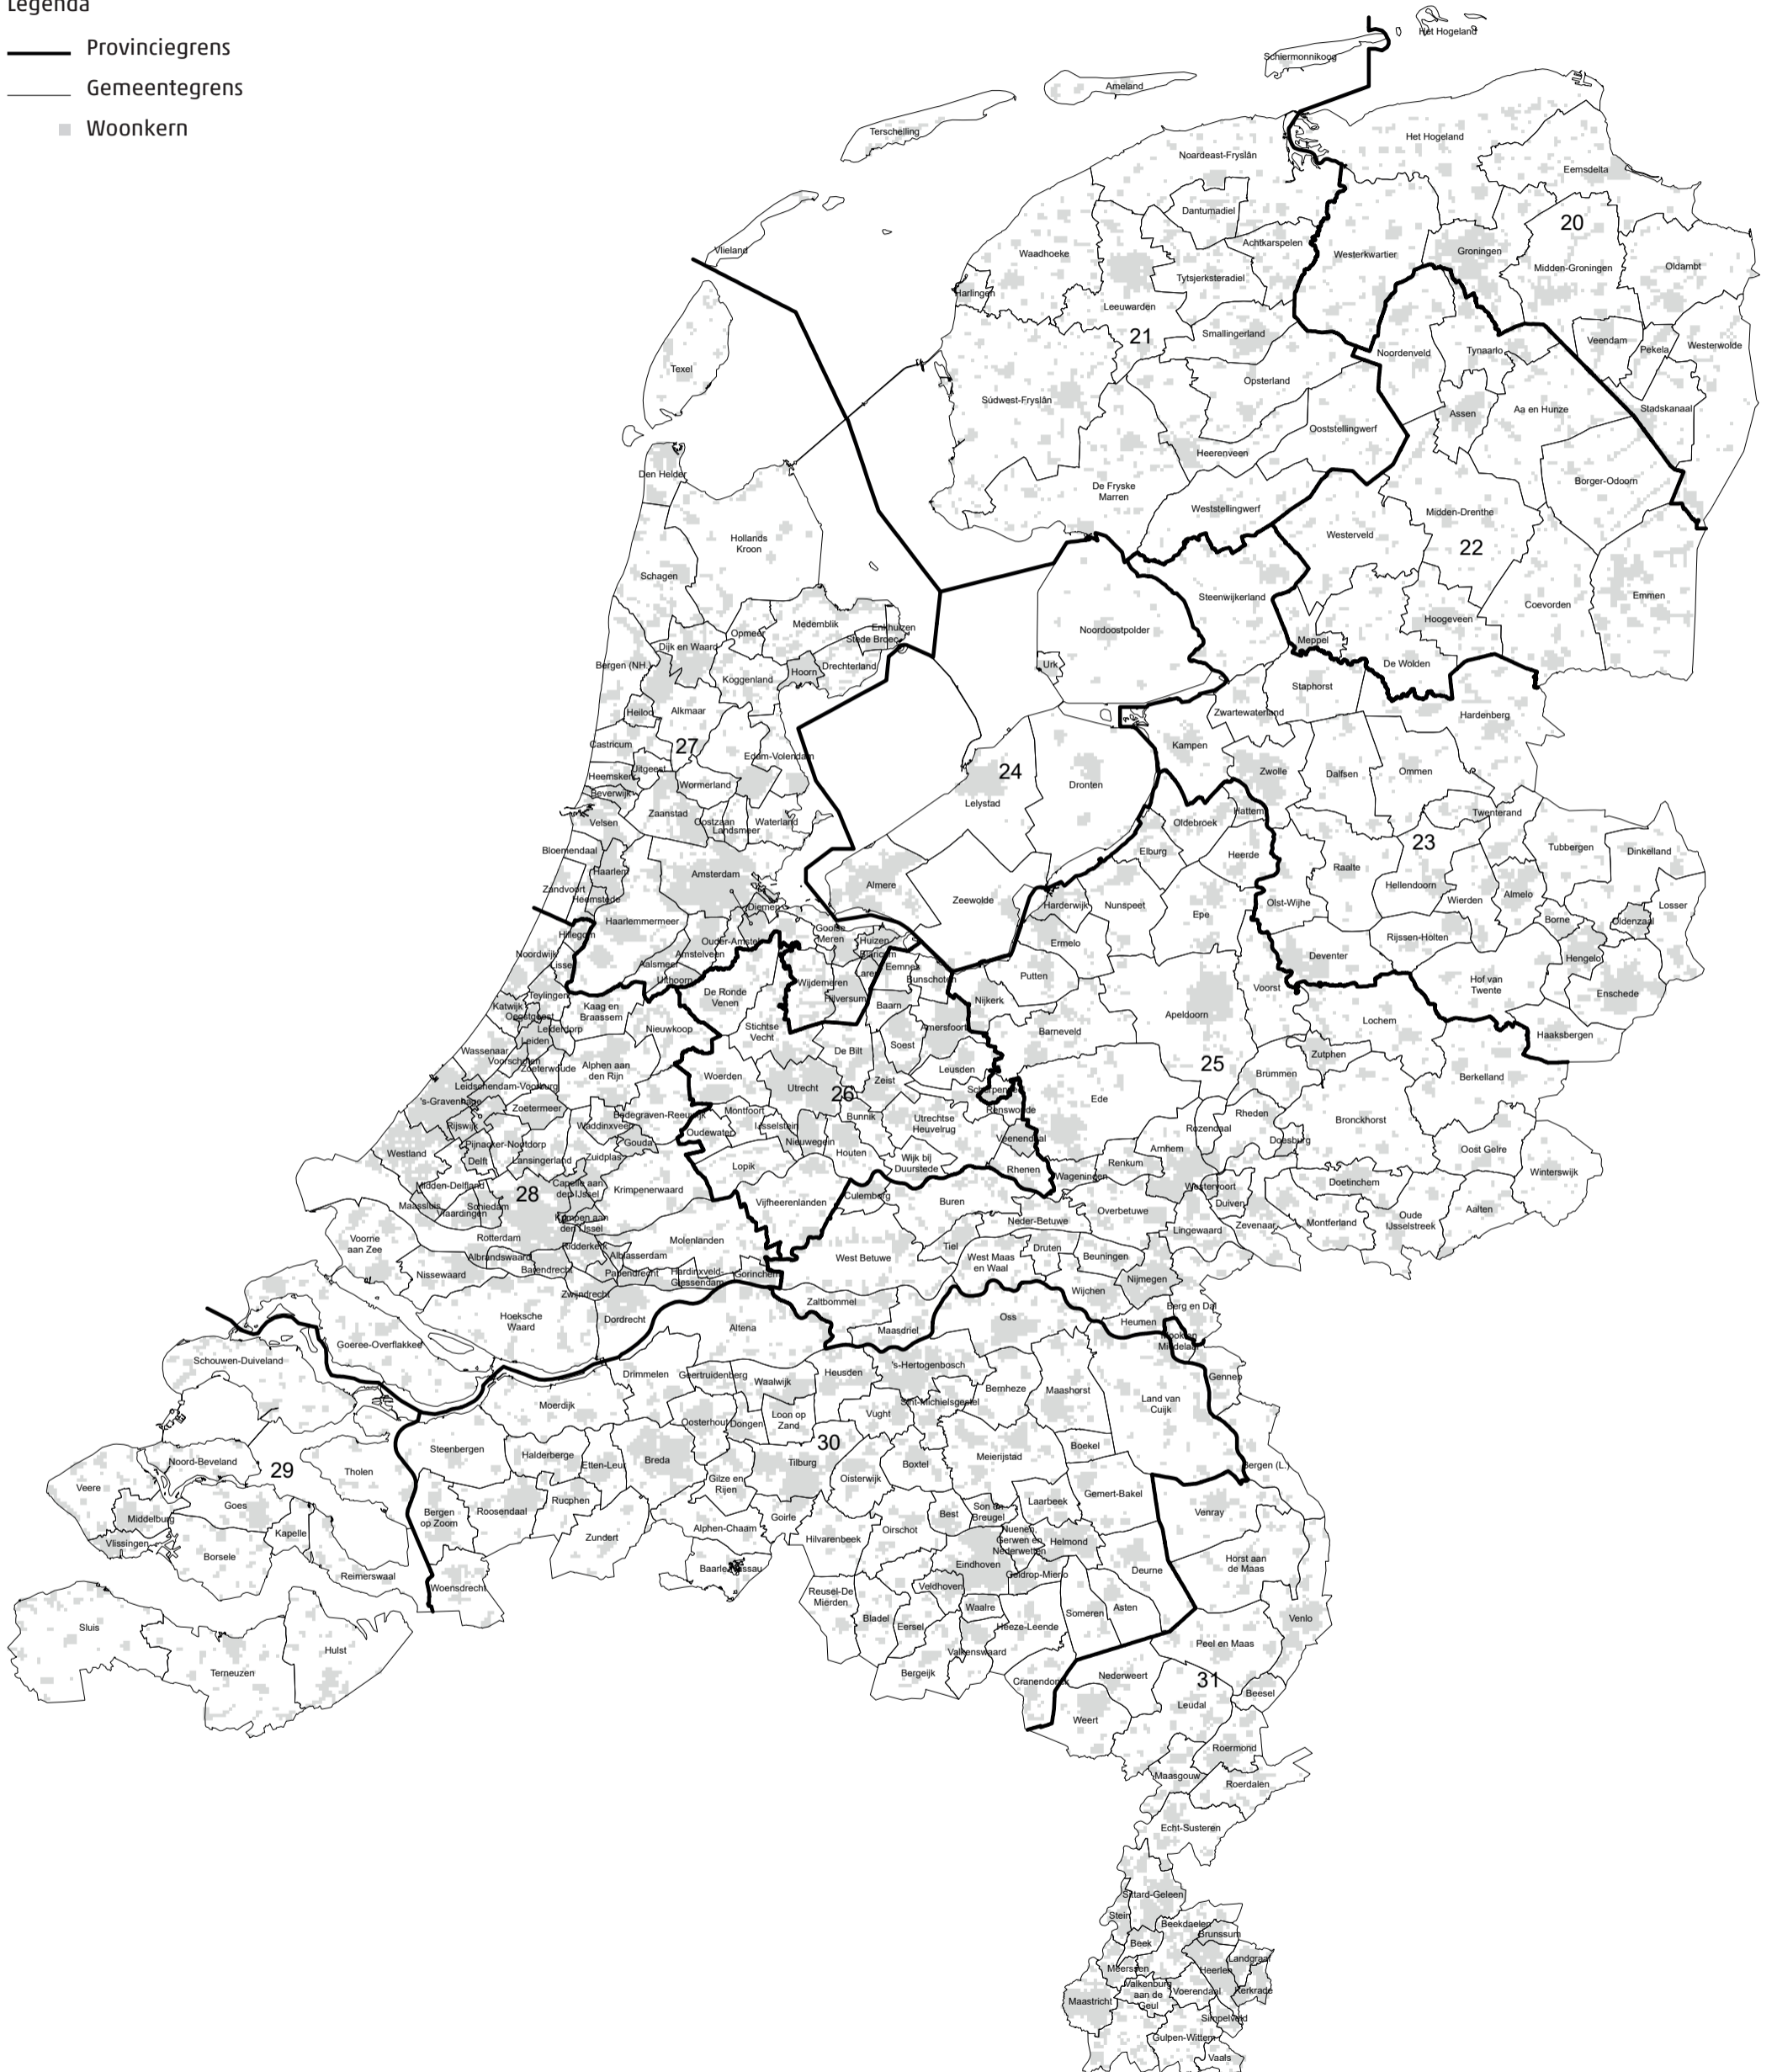 Legenda
Provinciegrens
Gemeentegrens
Woonkern
Het Hogeland
Schiermonnikoog
Ameland
Terschelling
Vlieland
Texel
Noardeast-Fryslân
Het Hogeland
Eemsdelta
Dantumadiel
20
Waadhoeke
Achtkarspelen
Westerkwartier
Groningen
Midden-Groningen
Oldambt
Tytsjerksteradiel
Harlingen
Leeuwarden
21
Smallingerland
Noordenveld
Tynaarlo
Veendam
Pekela
Westerwolde
Opsterland
Súdwest-Fryslân
Assen
Aa en Hunze
Stadskanaal
Ooststellingwerf
Heerenveen
Den Helder
De Fryske
Marren
Borger-Odoorn
Weststellingwerf
Midden-Drenthe
Westerveld
22
Hollands
Kroon
Schagen
Steenwijkerland
Coevorden
Emmen
Medemblik
Enkhuizen
Stede Broec
Opmeer
Noordoostpolder
Hoogeveen
Meppel
Dijk en Waard
Bergen (NH.)
Hoorn
Drechterland
Koggenland
Urk
De Wolden
Staphorst
Heiloo
Alkmaar
Zwartewaterland
Hardenberg
Castricum
27
Edam-Volendam
Kampen
Uitgeest
Heemskerk
Wormerland
24
Lelystad
Dronten
Zwolle
Dalfsen
Ommen
Beverwijk
Velsen
Zaanstad
Oostzaan
Landsmeer
Waterland
Oldebroek
Hattem
Twenterand
Bloemendaal
Haarlem
Amsterdam
Elburg
Heerde
23
Raalte
Tubbergen
Dinkelland
Zandvoort
Heemstede
Almere
Zeewolde
Harderwijk
Nunspeet
Epe
Olst-Wijhe
Hellendoorn
Wierden
Almelo
Borne
Oldenzaal
Losser
Diemen
Haarlemmermeer
Hillegom
Ouder-Amstel
Gooise
Meren
Huizen
Blaricum
Laren
Eemnes
Bunschoten
Ermelo
Rijssen-Holten
Hengelo
Noordwijk
Lisse
Amstelveen
Aalsmeer
Uithoorn
Wijdemeren
Hilversum
Putten
Deventer
Hof van
Twente
Enschede
Teylingen
Katwijk
Oegstgeest
Kaag en
Braassem
De Ronde
Venen
Baarn
Nijkerk
Voorst
Apeldoorn
Lochem
Haaksbergen
Leiderdorp
Leiden
Nieuwkoop
Stichtse
Vecht
Amersfoort
Barneveld
Wassenaar
Voorschoten
Zoeterwoude
De Bilt
Soest
Zutphen
25
Alphen aan
den Rijn
Woerden
Leusden
Brummen
Berkelland
Leidschendam-Voorburg
's-Gravenhage
Zoetermeer
Utrecht
Zeist
26
Scherpenzeel
Renswoude
Ede
Rheden
Bronckhorst
Bodegraven-Reeuwijk
Waddinxveen
Montfoort
Oudewater
IJsselstein
Nieuwegein
Bunnik
Utrechtse
Heuvelrug
Rozendaal
Doesburg
Rijswijk
Pijnacker-Nootdorp
Gouda
Houten
Veenendaal
Arnhem
Oost Gelre
Westland
Delft
Lansingerland
Zuidplas
Lopik
Wijk bij
Duurstede
Rhenen
Wageningen
Renkum
Winterswijk
Midden-Delfland
28
Capelle aan
den IJssel
Krimpenerwaard
Vijfheerenlanden
Culemborg
Buren
Westervoort
Duiven
Doetinchem
Maassluis
Vlaardingen
Schiedam
Krimpen aan
den IJssel
Neder-Betuwe
Overbetuwe
Lingewaard
Zevenaar
Montferland
Oude
IJsselstreek
Aalten
Voorne
aan Zee
Rotterdam
Ridderkerk
Molenlanden
Tiel
West Betuwe
West Maas
en Waal
Druten
Beuningen
Albrandswaard
Barendrecht
Alblasserdam
Papendrecht
Hardinxveld-
Giessendam
Gorinchem
Nissewaard
Zwijndrecht
Zaltbommel
Wijchen
Nijmegen
Berg en Dal
Hoeksche
Waard
Dordrecht
Altena
Maasdriel
Oss
Heumen
Mook en
Middelaar
Goeree-Overflakkee
Schouwen-Duiveland
Drimmelen
Geertruidenberg
Waalwijk
Heusden
's-Hertogenbosch
Gennep
Moerdijk
Bernheze
Maashorst
Land van
Cuijk
Oosterhout
Dongen
Loon op
Zand
Vught
Sint-Michielsgestel
30
Steenbergen
Halderberge
Etten-Leur
Breda
Tilburg
Oisterwijk
Boxtel
Meierijstad
Boekel
Bergen (L.)
Noord-Beveland
29
Tholen
Gilze en
Rijen
Gemert-Bakel
Veere
Goes
Rucphen
Roosendaal
Bergen
op Zoom
Laarbeek
Venray
Middelburg
Kapelle
Goirle
Best
Son en
Breugel
Vlissingen
Borsele
Zundert
Alphen-Chaam
Hilvarenbeek
Oirschot
Nuenen,
Gerwen en
Nederwetten
Helmond
Reimerswaal
Woensdrecht
Baarle-Nassau
Eindhoven
Geldrop-Mierlo
Deurne
Horst aan
de Maas
Reusel-De
Mierden
Veldhoven
Sluis
Bladel
Eersel
Waalre
Heeze-Leende
Someren
Asten
Venlo
Hulst
Terneuzen
Valkenswaard
Bergeijk
Cranendonck
Nederweert
Peel en Maas
31
Leudal
Beesel
Weert
Roermond
Maasgouw
Roerdalen
Echt-Susteren
Sittard-Geleen
Stein
Beekdaelen
Brunssum
Beek
Landgraaf
Meerssen
Heerlen
Valkenburg
aan de
Geul
Voerendaal
Kerkrade
Maastricht
Simpelveld
Gulpen-Wittem
Vaals